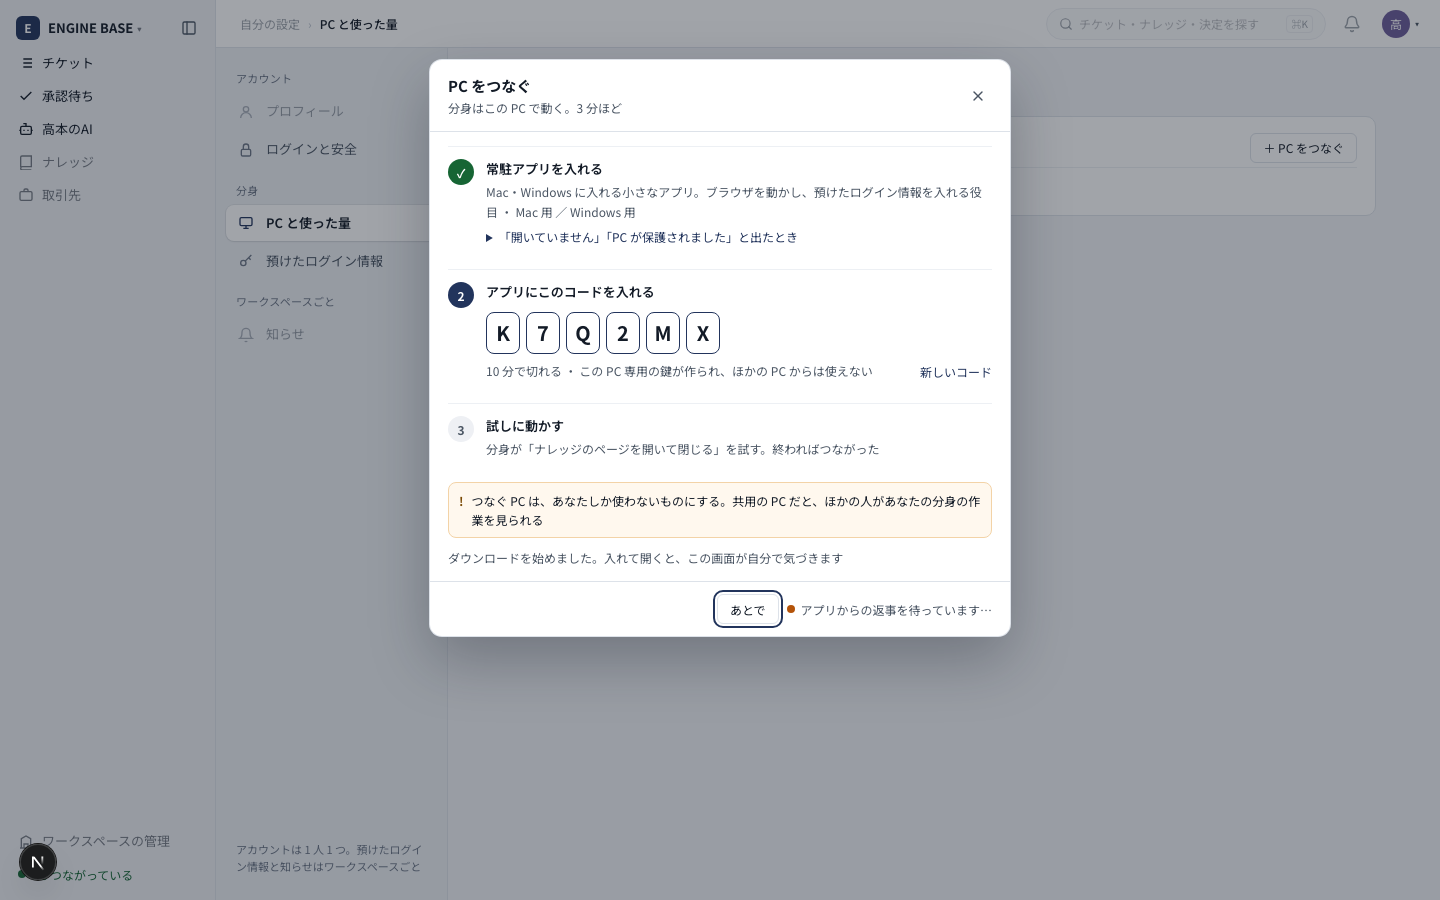 E ENGINE BASE
チケット
承認待ち
高本のAI
ナレッジ
取引先
ワークスペースの管理
N
つながっている
自分の設定 › PC と使った量
チケット・ナレッジ・決定を探す ⌘K
高
アカウント
プロフィール
ログインと安全
分身
PC と使った量
預けたログイン情報
ワークスペースごと
知らせ
アカウントは 1 人 1 つ。預けたログイ
ン情報と知らせはワークスペースごと
＋ PC をつなぐ
PC をつなぐ
分身はこの PC で動く。3 分ほど
✓ 常駐アプリを入れる
Mac・Windows に入れる小さなアプリ。ブラウザを動かし、預けたログイン情報を入れる役
目 ・ Mac 用 ／ Windows 用
▶ 「開いていません」「PC が保護されました」と出たとき
2 アプリにこのコードを入れる
K 7 Q 2 M X
10 分で切れる ・ この PC 専用の鍵が作られ、ほかの PC からは使えない 新しいコード
3 試しに動かす
分身が「ナレッジのページを開いて閉じる」を試す。終わればつながった
! つなぐ PC は、あなたしか使わないものにする。共用の PC だと、ほかの人があなたの分身の作
業を見られる
ダウンロードを始めました。入れて開くと、この画面が自分で気づきます
あとで アプリからの返事を待っています…